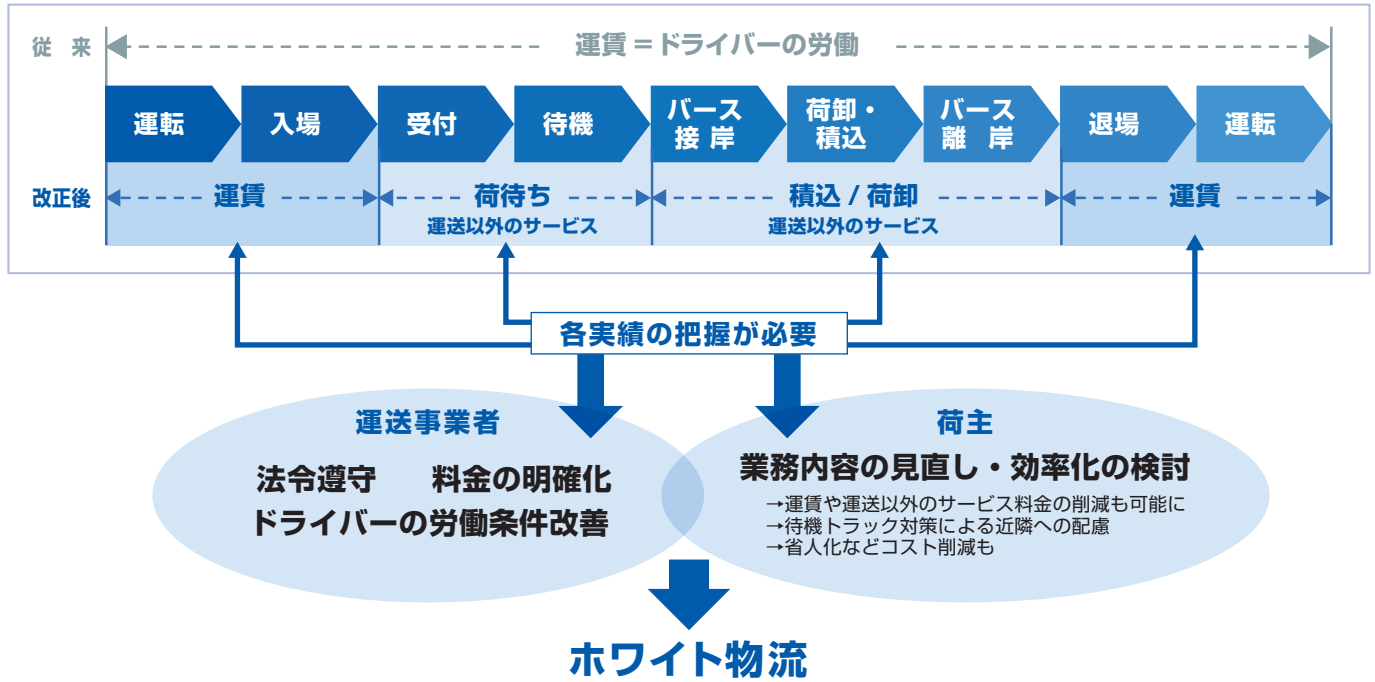 従 来
運賃＝ドライバーの労働
運転
入場
受付
待機
バース
接 岸
荷卸・
積込
バース
離 岸
退場
運転
改正後
運賃
荷待ち
運送以外のサービス
積込 / 荷卸
運送以外のサービス
運賃
各実績の把握が必要
運送事業者
法令遵守 料金の明確化
ドライバーの労働条件改善
荷主
業務内容の見直し・効率化の検討
→運賃や運送以外のサービス料金の削減も可能に
→待機トラック対策による近隣への配慮
→省人化などコスト削減も
ホワイト物流